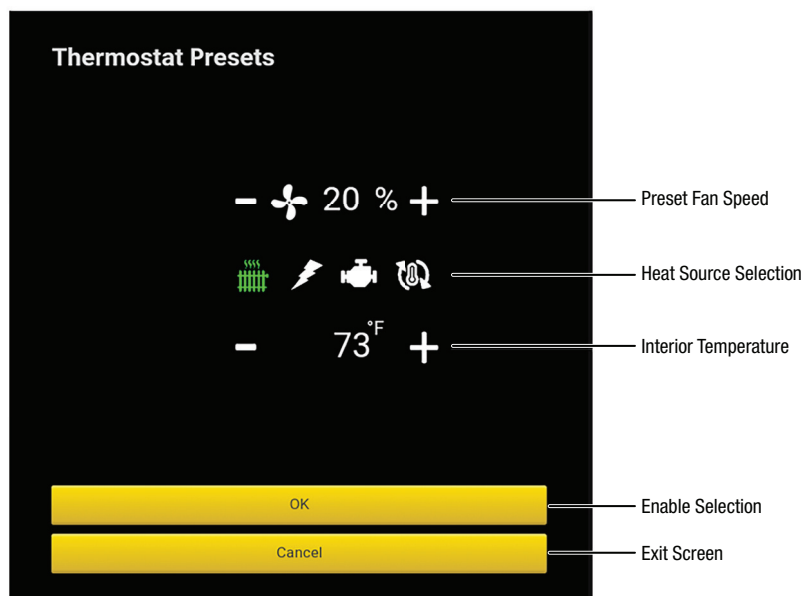 Thermostat Presets
- 20 % + Preset Fan Speed
Heat Source Selection
- 73°F + Interior Temperature
OK Enable Selection
Cancel Exit Screen